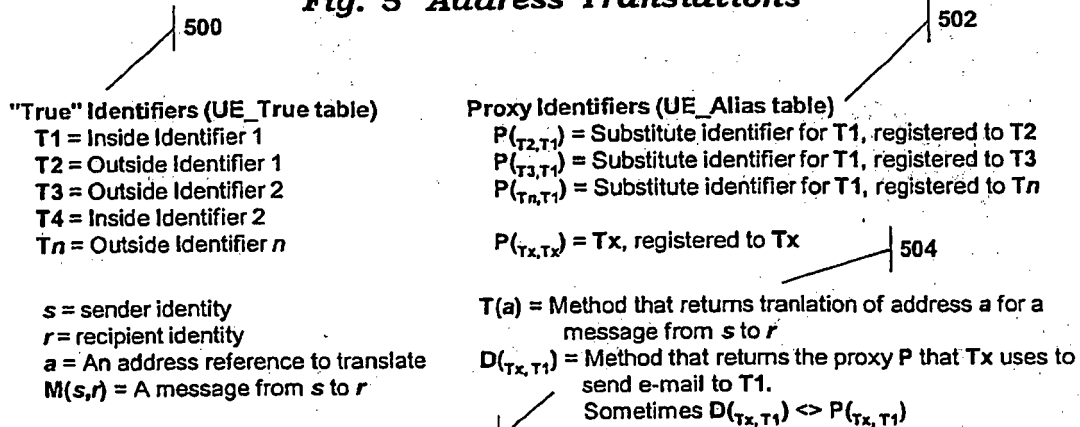 Fig. 5 Address Translations
500
502
"True" Identifiers (UE_True table)
T1 = Inside Identifier 1
T2 = Outside Identifier 1
T3 = Outside Identifier 2
T4 = Inside Identifier 2
Tn = Outside Identifier n
s = sender identity
r = recipient identity
a = An address reference to translate
M(s,r) = A message from s to r
Proxy Identifiers (UE_Alias table)
P(T2,T1) = Substitute identifier for T1, registered to T2
P(T3,T1) = Substitute identifier for T1, registered to T3
P(Tn,T1) = Substitute identifier for T1, registered to Tn
P(Tx,Tx) = Tx, registered to Tx
504
T(a) = Method that returns tranlation of address a for a
message from s to r
D(Tx, T1) = Method that returns the proxy P that Tx uses to
send e-mail to T1.
Sometimes D(Tx, T1) <> P(Tx, T1)